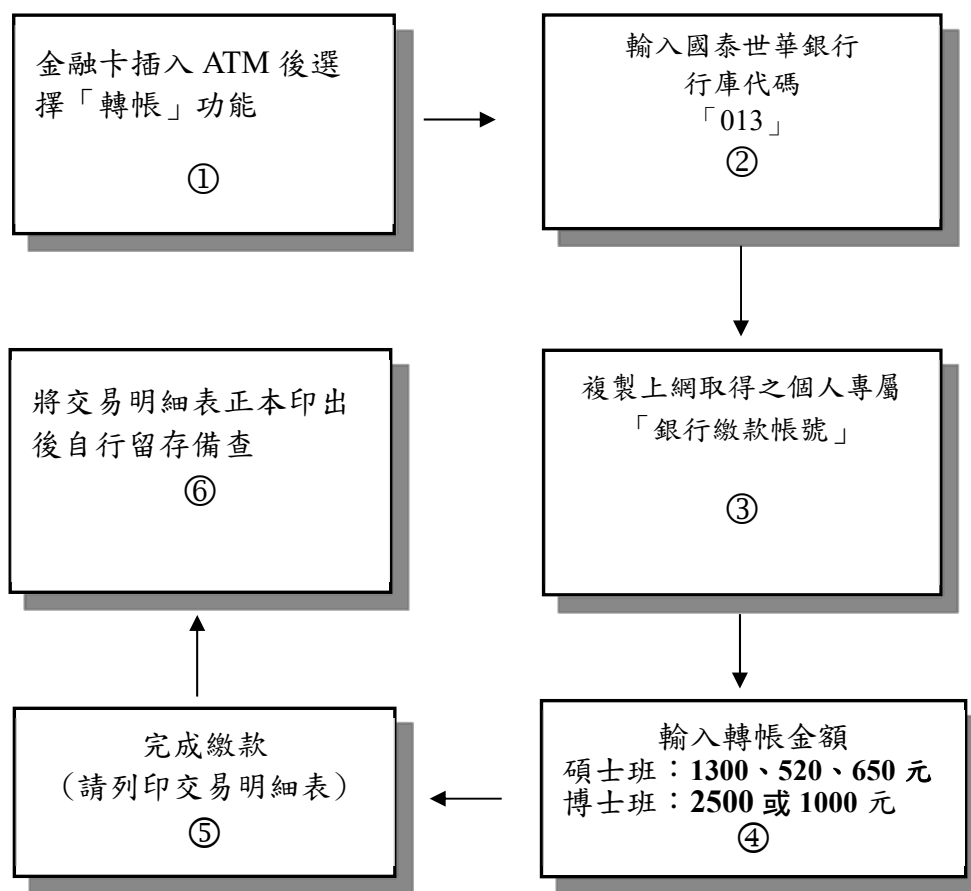 金融卡插入 ATM 後選
擇「轉帳」功能
①
輸入國泰世華銀行
行庫代碼
「013」
②
複製上網取得之個人專屬
「銀行繳款帳號」
③
輸入轉帳金額
碩士班：1300、520、650 元
博士班：2500 或 1000 元
④
完成繳款
（請列印交易明細表）
⑤
將交易明細表正本印出
後自行留存備查
⑥